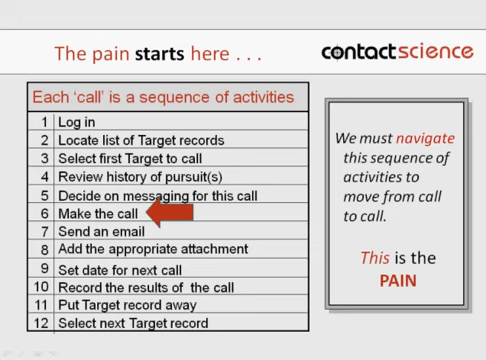 The pain starts here . . .
contactscience
Each 'call' is a sequence of activities
1 Log in
2 Locate list of Target records
3 Select first Target to call
4 Review history of pursuit(s)
5 Decide on messaging for this call
6 Make the call
7 Send an email
8 Add the appropriate attachment
9 Set date for next call
10 Record the results of the call
11 Put Target record away
12 Select next Target record
We must navigate
this sequence of
activities to
move from call
to call.
This is the
PAIN